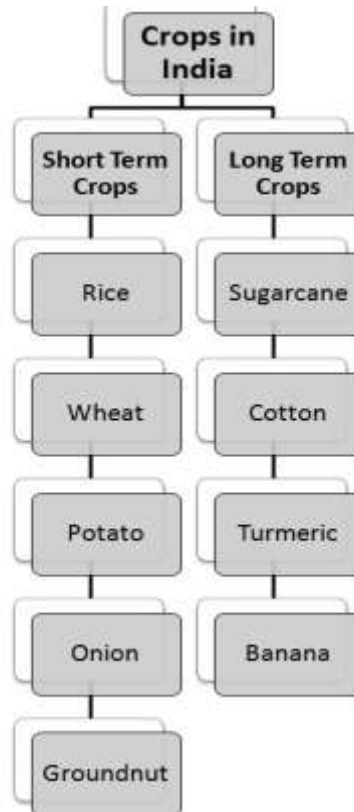 Crops in
India
Short Term
Crops
Long Term
Crops
Rice
Sugarcane
Wheat
Cotton
Potato
Turmeric
Onion
Banana
Groundnut